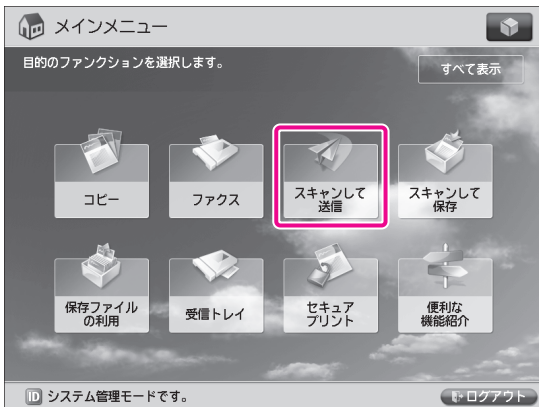 メインメニュー
目的のファンクションを選択します。
すべて表示
コピー
ファクス
スキャンして
送信
スキャンして
保存
保存ファイル
の利用
受信トレイ
セキュア
プリント
便利な
機能紹介
ID システム管理モードです。
ログアウト